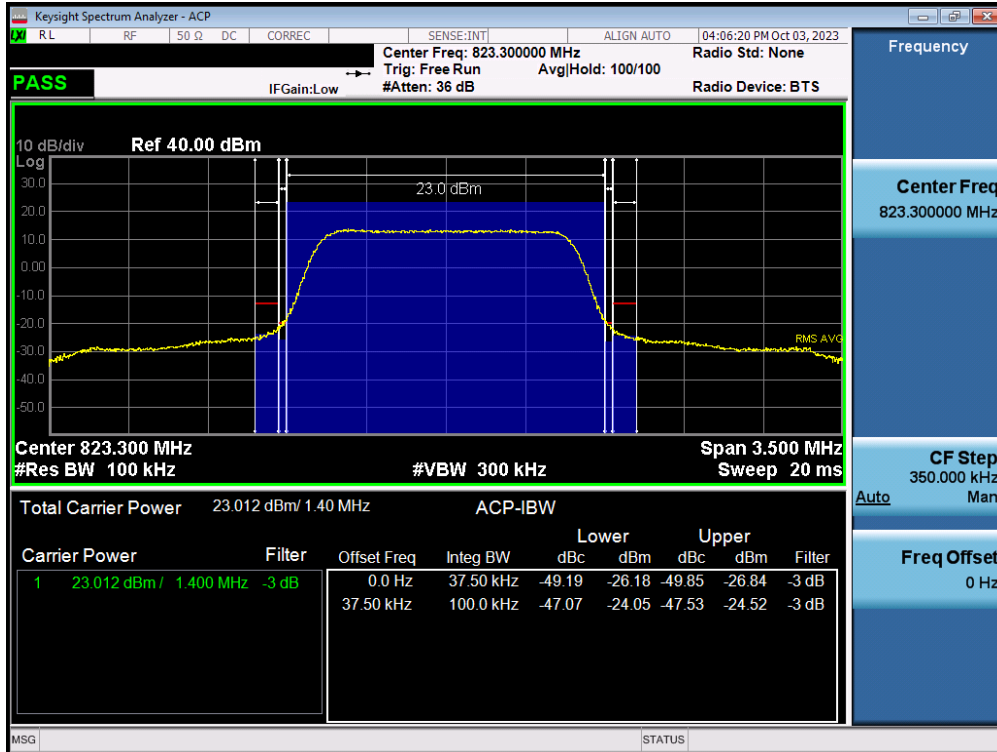 Keysight Spectrum Analyzer - ACP
LXI RL RF 50 Ω DC CORREC SENSE:INT ALIGN AUTO 04:06:20 PM Oct 03, 2023
Center Freq: 823.300000 MHz Radio Std: None
Trig: Free Run Avg|Hold: 100/100
PASS IFGain:Low #Atten: 36 dB Radio Device: BTS
10 dB/div Ref 40.00 dBm
Log
30.0
23.0 dBm
20.0
10.0
0.00
-10.0
-20.0
RMS AVG
-30.0
-40.0
-50.0
Center 823.300 MHz Span 3.500 MHz
#Res BW 100 kHz #VBW 300 kHz Sweep 20 ms
Total Carrier Power 23.012 dBm/ 1.40 MHz ACP-IBW
Lower Upper
Carrier Power Filter Offset Freq Integ BW dBc dBm dBc dBm Filter
1 23.012 dBm / 1.400 MHz -3 dB 0.0 Hz 37.50 kHz -49.19 -26.18 -49.85 -26.84 -3 dB
37.50 kHz 100.0 kHz -47.07 -24.05 -47.53 -24.52 -3 dB
Frequency
Center Freq
823.300000 MHz
CF Step
350.000 kHz
Auto Man
Freq Offset
0 Hz
MSG STATUS